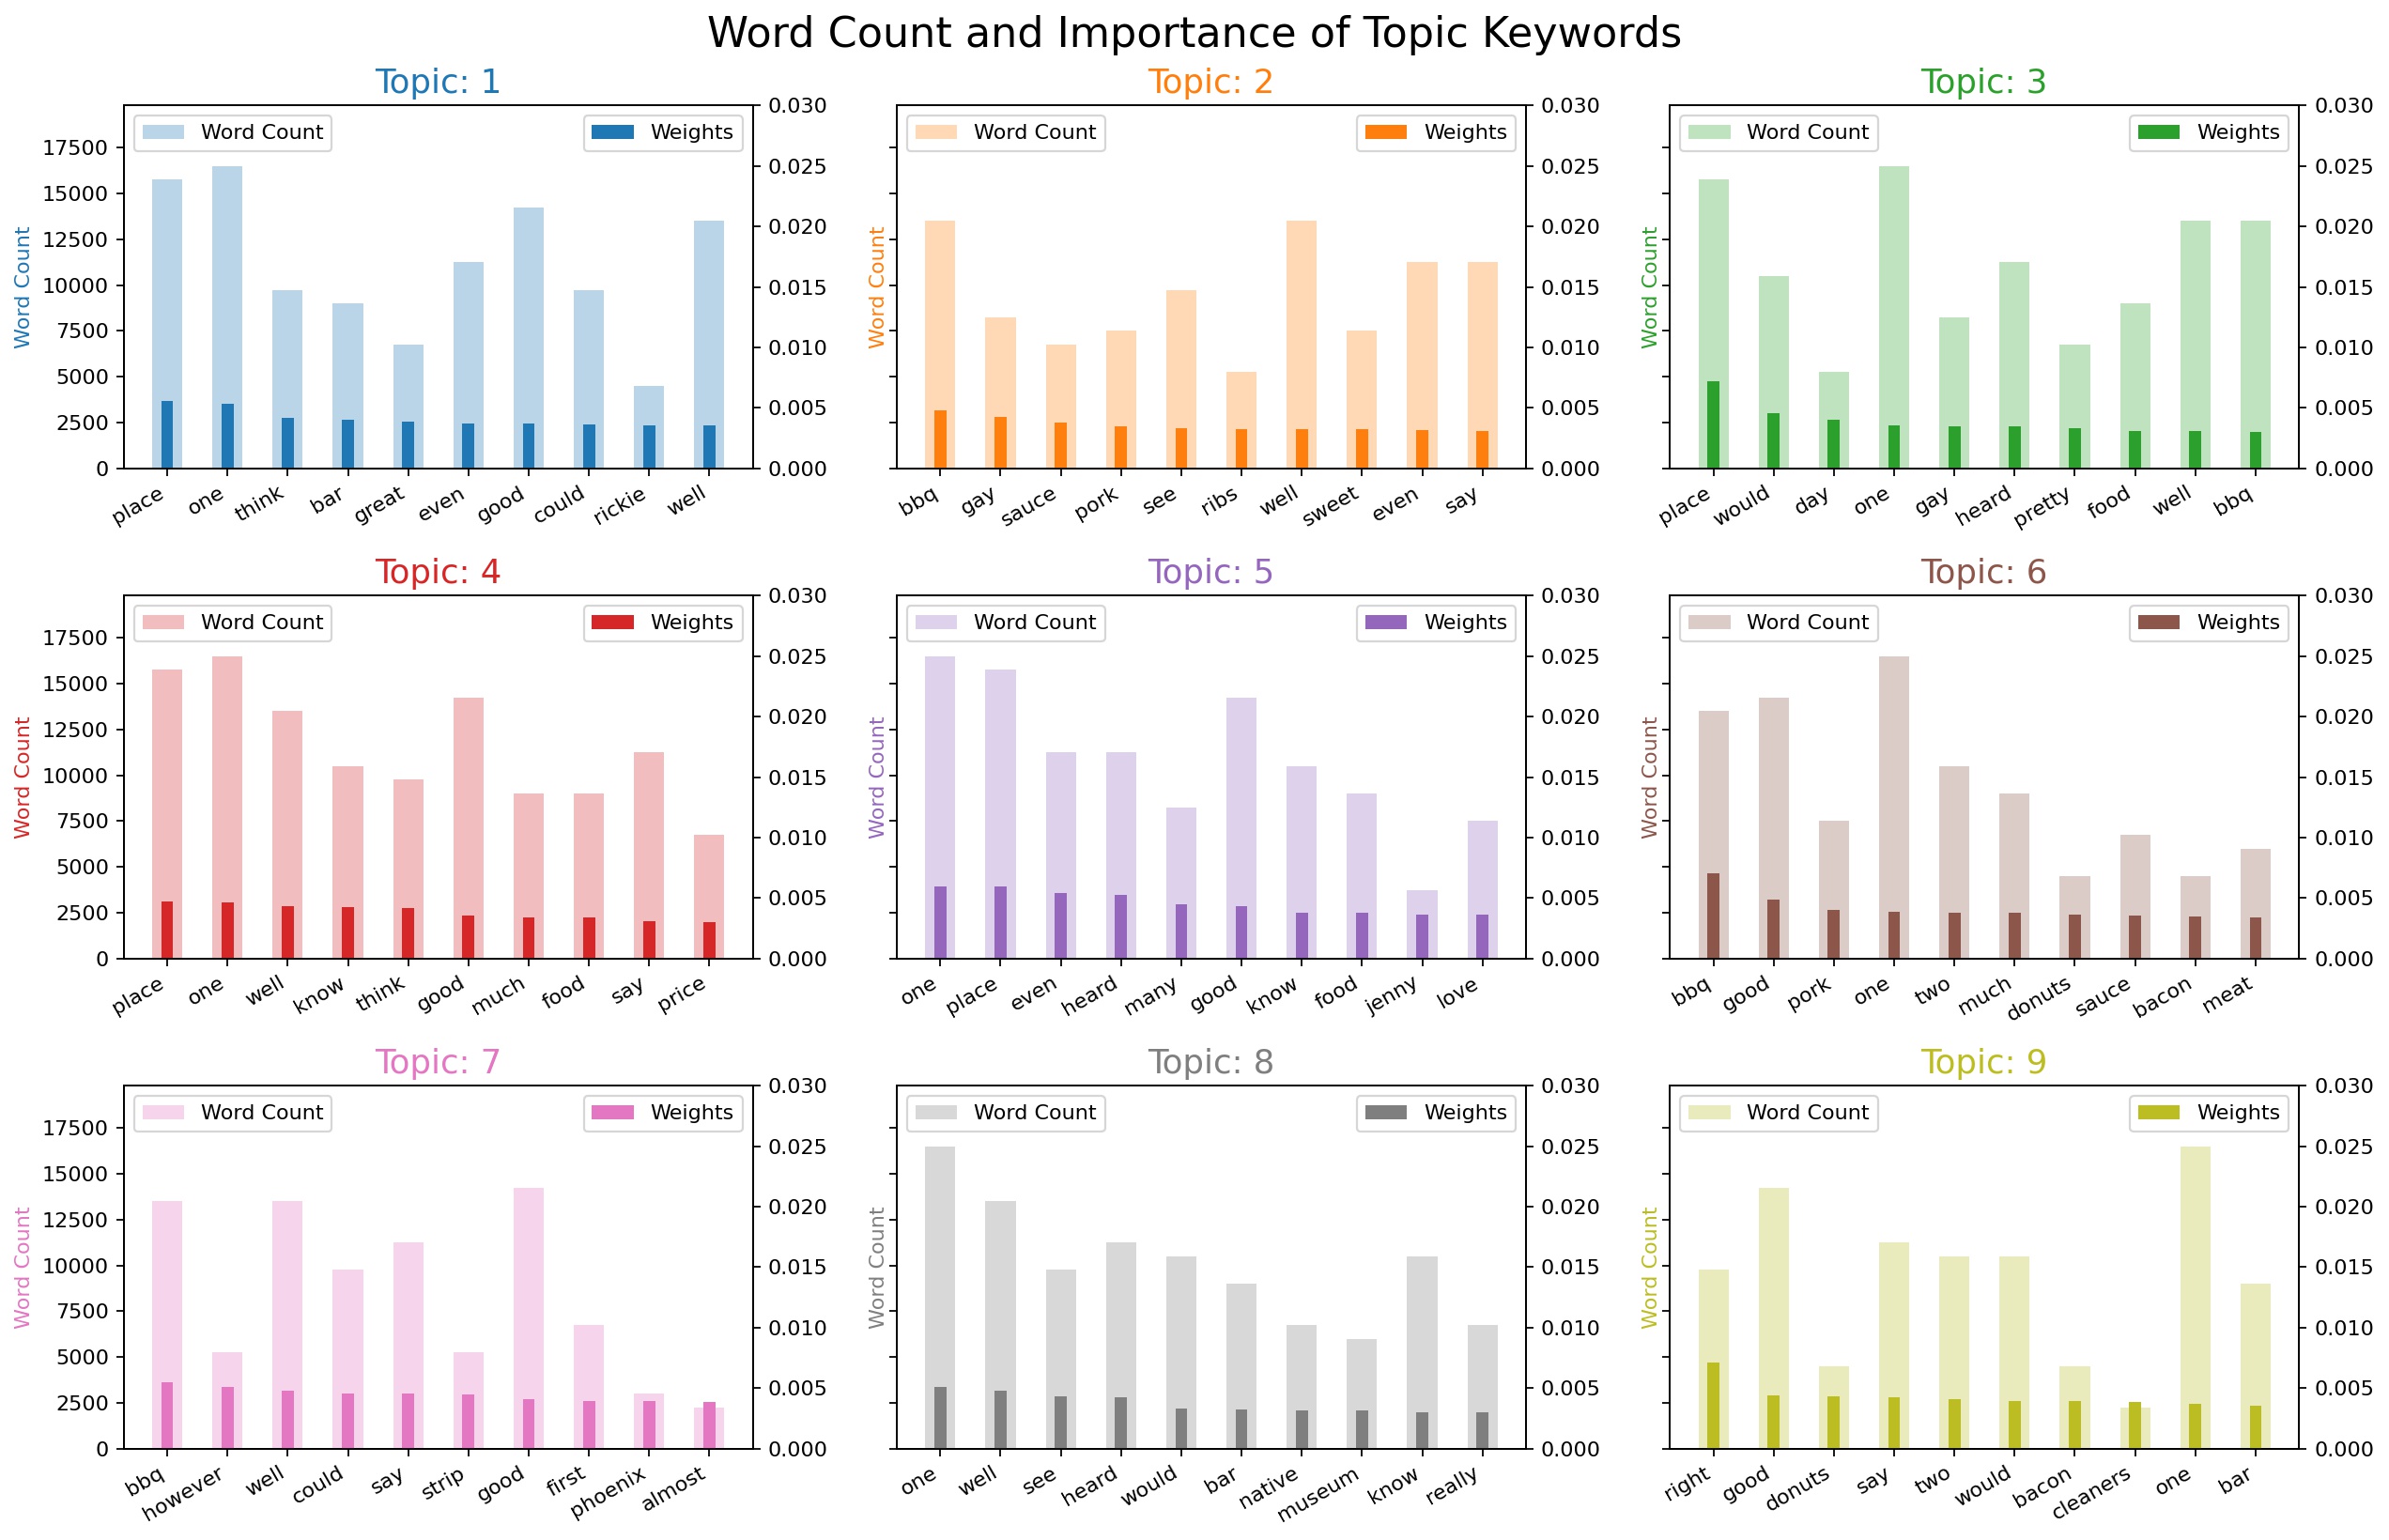 Word Count and Importance of Topic Keywords
Topic: 1
Word Count
Weights
Word Count
17500
15000
12500
10000
7500
5000
2500
0
0.030
0.025
0.020
0.015
0.010
0.005
0.000
place one think bar great even good could rickie well
Topic: 2
Word Count
Weights
Word Count
0.030
0.025
0.020
0.015
0.010
0.005
0.000
bbq gay sauce pork see ribs well sweet even say
Topic: 3
Word Count
Weights
Word Count
0.030
0.025
0.020
0.015
0.010
0.005
0.000
place would day one gay heard pretty food well bbq
Topic: 4
Word Count
Weights
Word Count
17500
15000
12500
10000
7500
5000
2500
0
0.030
0.025
0.020
0.015
0.010
0.005
0.000
place one well know think good much food say price
Topic: 5
Word Count
Weights
Word Count
0.030
0.025
0.020
0.015
0.010
0.005
0.000
one place even heard many good know food jenny love
Topic: 6
Word Count
Weights
Word Count
0.030
0.025
0.020
0.015
0.010
0.005
0.000
bbq good pork one two much donuts sauce bacon meat
Topic: 7
Word Count
Weights
Word Count
17500
15000
12500
10000
7500
5000
2500
0
0.030
0.025
0.020
0.015
0.010
0.005
0.000
bbq however well could say strip good first phoenix almost
Topic: 8
Word Count
Weights
Word Count
0.030
0.025
0.020
0.015
0.010
0.005
0.000
one well see heard would bar native museum know really
Topic: 9
Word Count
Weights
Word Count
0.030
0.025
0.020
0.015
0.010
0.005
0.000
right good donuts say two would bacon cleaners one bar